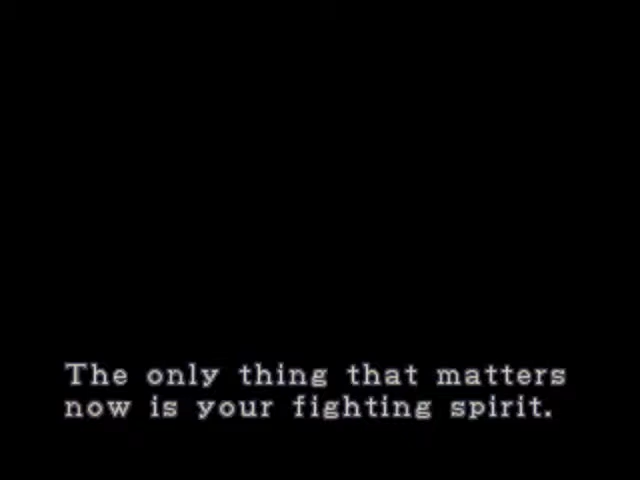 The only thing that matters
now is your fighting spirit.